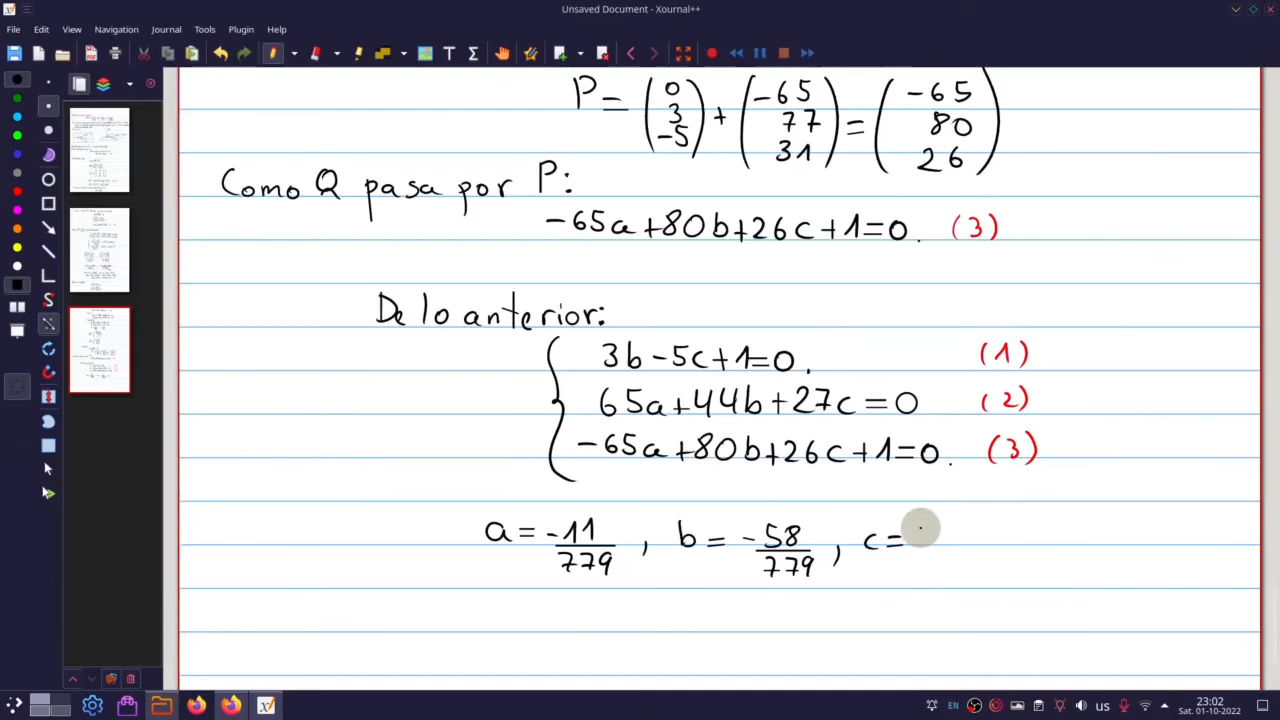 Unsaved Document - Xournal++
File Edit View Navigation Journal Tools Plugin Help
P = (0 3 -5) + (-65 77 31) = (-65 80 26)
Como Q pasa por P:
-65a+80b+26c+1=0. (3)
De lo anterior:
3b-5c+1=0. (1)
65a+44b+27c=0 (2)
-65a+80b+26c+1=0. (3)
a = -11/779 , b = -58/779 , c =
EN us 23:02
Sat. 01-10-2022